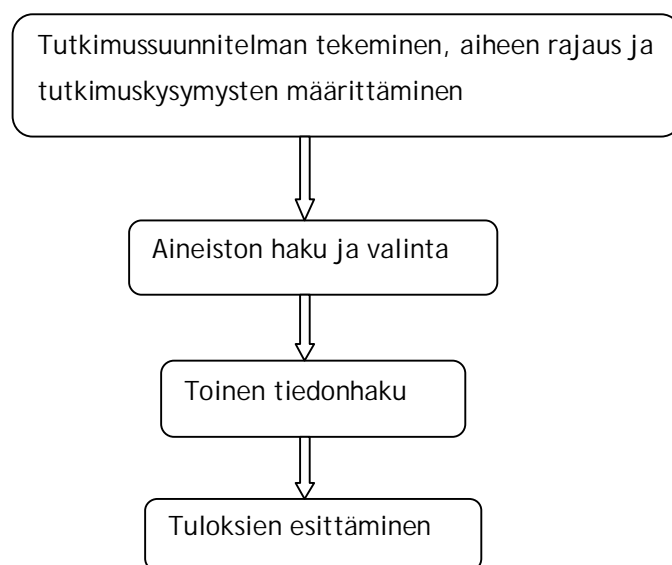 Tutkimussuunnitelman tekeminen, aiheen rajaus ja
tutkimuskysymysten määrittäminen
Aineiston haku ja valinta
Toinen tiedonhaku
Tuloksien esittäminen